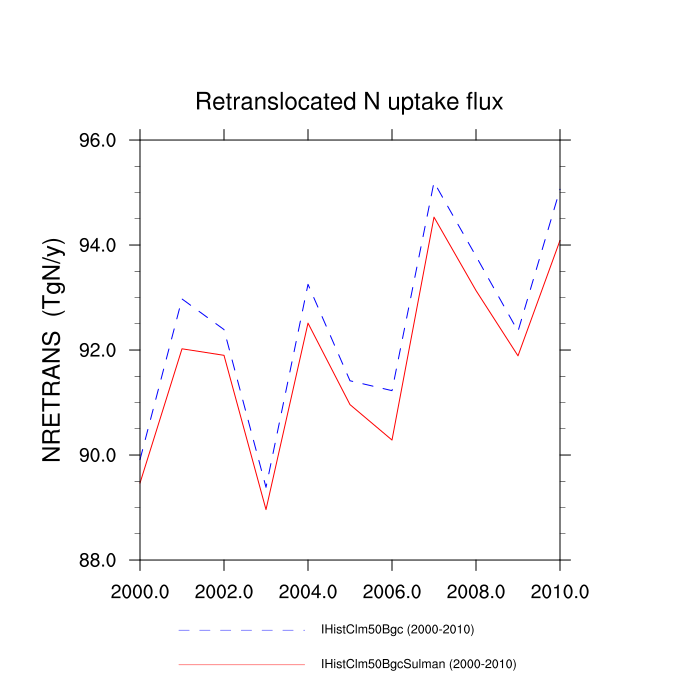 Retranslocated N uptake flux
NRETRANS (TgN/y)
96.0
94.0
92.0
90.0
88.0
2000.0 2002.0 2004.0 2006.0 2008.0 2010.0
IHistClm50Bgc (2000-2010)
IHistClm50BgcSulman (2000-2010)